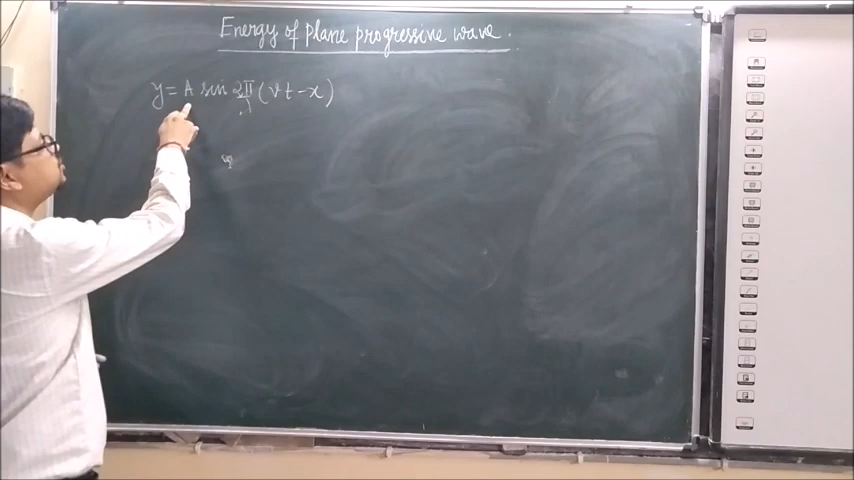 Energy of plane progressive wave.
y = A sin 2π/λ (vt - x)